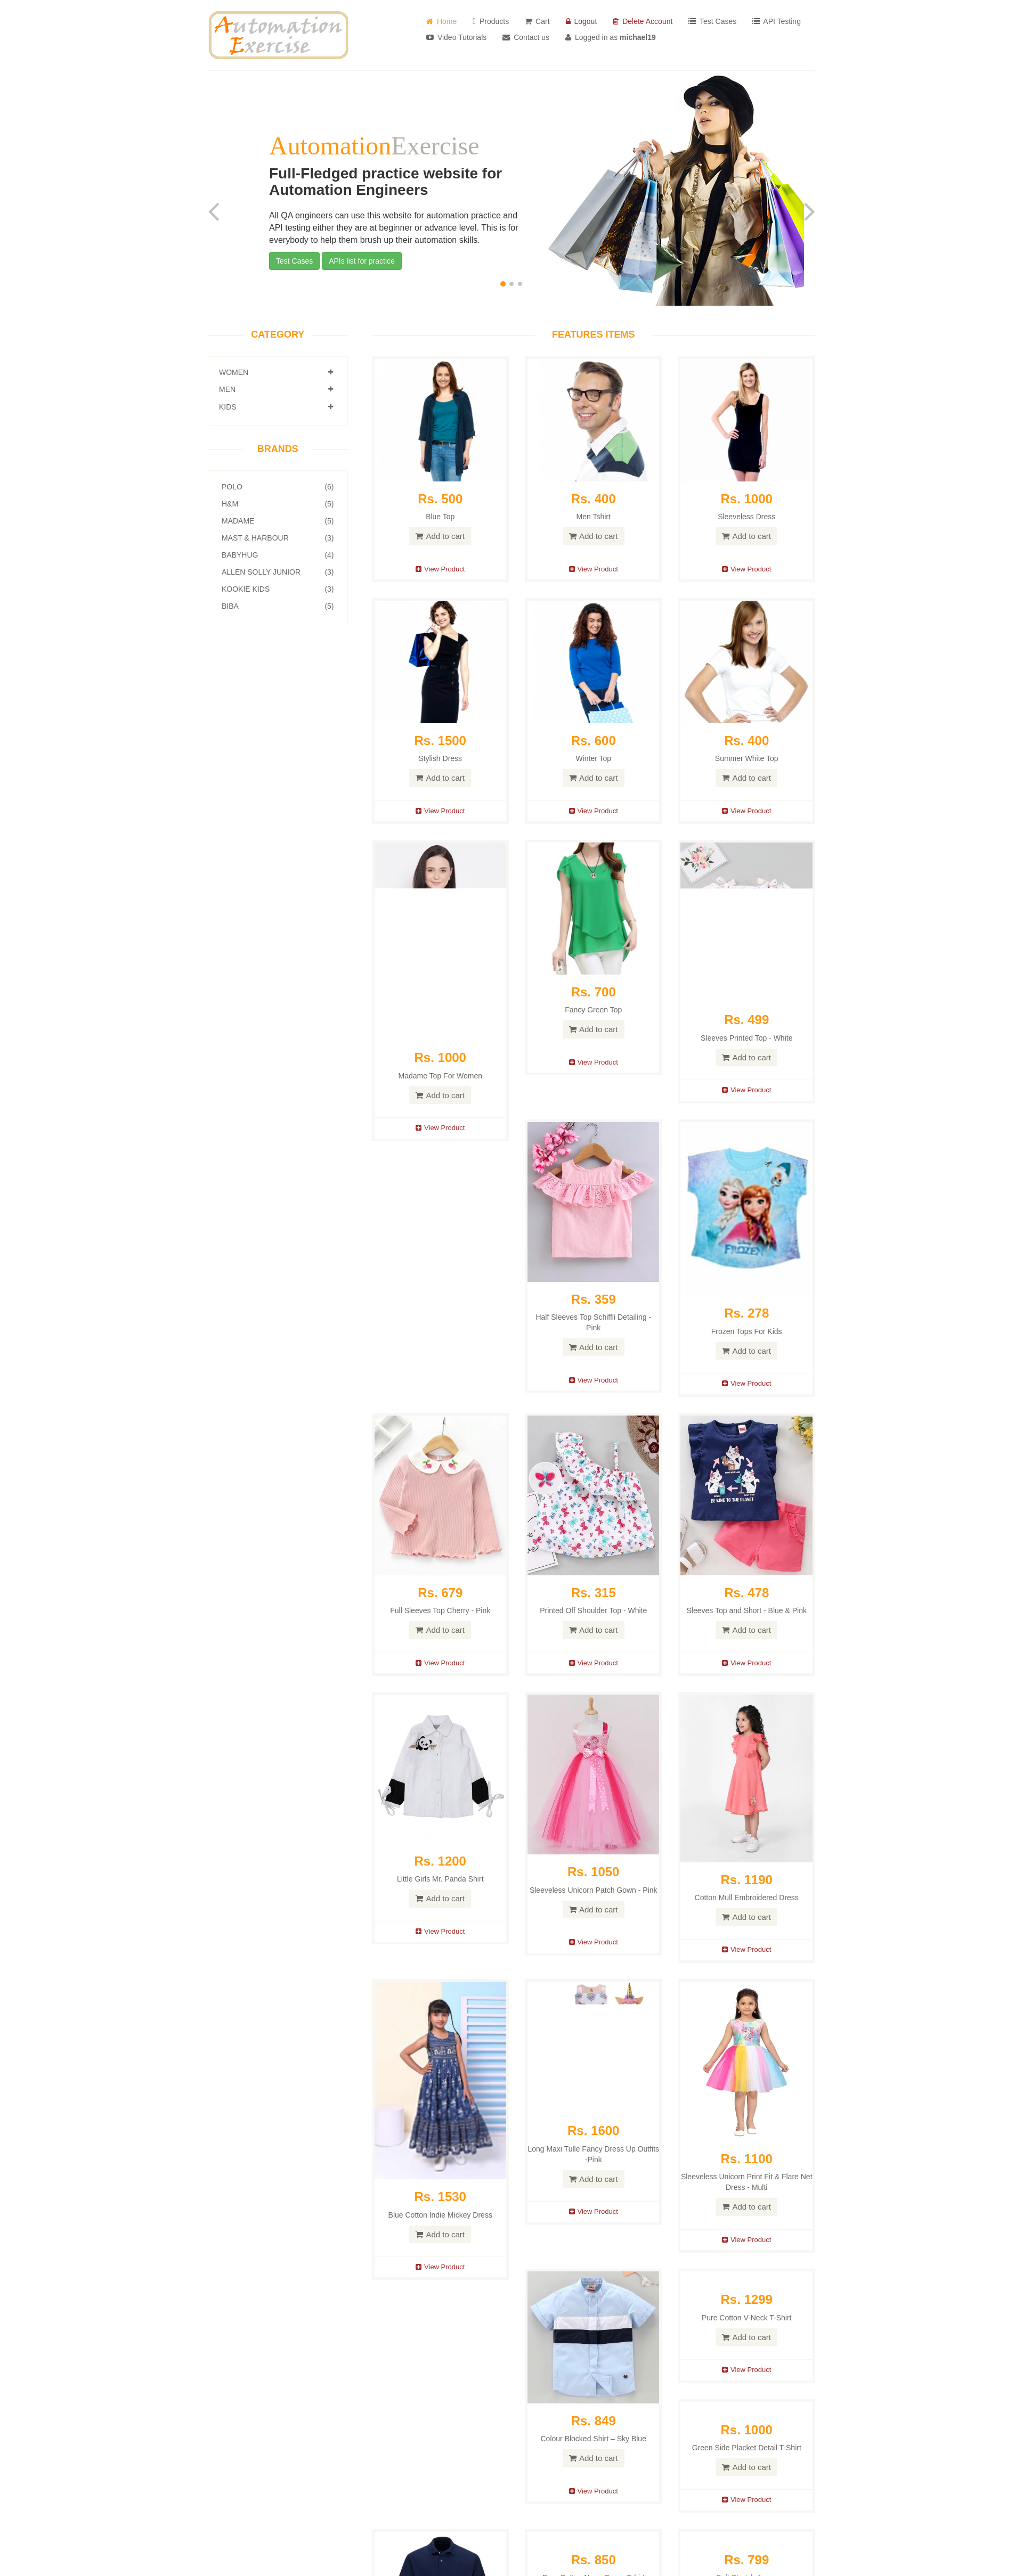 Automation
Exercise
Home
Products
Cart
Logout
Delete Account
Test Cases
API Testing
Video Tutorials
Contact us
Logged in as michael19
AutomationExercise
Full-Fledged practice website for
Automation Engineers
All QA engineers can use this website for automation practice and
API testing either they are at beginner or advance level. This is for
everybody to help them brush up their automation skills.
Test Cases
APIs list for practice
CATEGORY
WOMEN
MEN
KIDS
BRANDS
POLO (6)
H&M (5)
MADAME (5)
MAST & HARBOUR (3)
BABYHUG (4)
ALLEN SOLLY JUNIOR (3)
KOOKIE KIDS (3)
BIBA (5)
FEATURES ITEMS
Rs. 500
Blue Top
Add to cart
View Product
Rs. 400
Men Tshirt
Add to cart
View Product
Rs. 1000
Sleeveless Dress
Add to cart
View Product
Rs. 1500
Stylish Dress
Add to cart
View Product
Rs. 600
Winter Top
Add to cart
View Product
Rs. 400
Summer White Top
Add to cart
View Product
Rs. 1000
Madame Top For Women
Add to cart
View Product
Rs. 700
Fancy Green Top
Add to cart
View Product
Rs. 499
Sleeves Printed Top - White
Add to cart
View Product
Rs. 359
Half Sleeves Top Schiffli Detailing -
Pink
Add to cart
View Product
FROZEN
Rs. 278
Frozen Tops For Kids
Add to cart
View Product
Rs. 679
Full Sleeves Top Cherry - Pink
Add to cart
View Product
Rs. 315
Printed Off Shoulder Top - White
Add to cart
View Product
BE KIND TO THE PLANET
Rs. 478
Sleeves Top and Short - Blue & Pink
Add to cart
View Product
Rs. 1200
Little Girls Mr. Panda Shirt
Add to cart
View Product
Rs. 1050
Sleeveless Unicorn Patch Gown - Pink
Add to cart
View Product
Rs. 1190
Cotton Mull Embroidered Dress
Add to cart
View Product
Rs. 1530
Blue Cotton Indie Mickey Dress
Add to cart
View Product
Rs. 1600
Long Maxi Tulle Fancy Dress Up Outfits
-Pink
Add to cart
View Product
Rs. 1100
Sleeveless Unicorn Print Fit & Flare Net
Dress - Multi
Add to cart
View Product
Rs. 849
Colour Blocked Shirt – Sky Blue
Add to cart
View Product
Rs. 1299
Pure Cotton V-Neck T-Shirt
Add to cart
View Product
Rs. 1000
Green Side Placket Detail T-Shirt
Add to cart
View Product
Rs. 850
Rs. 799